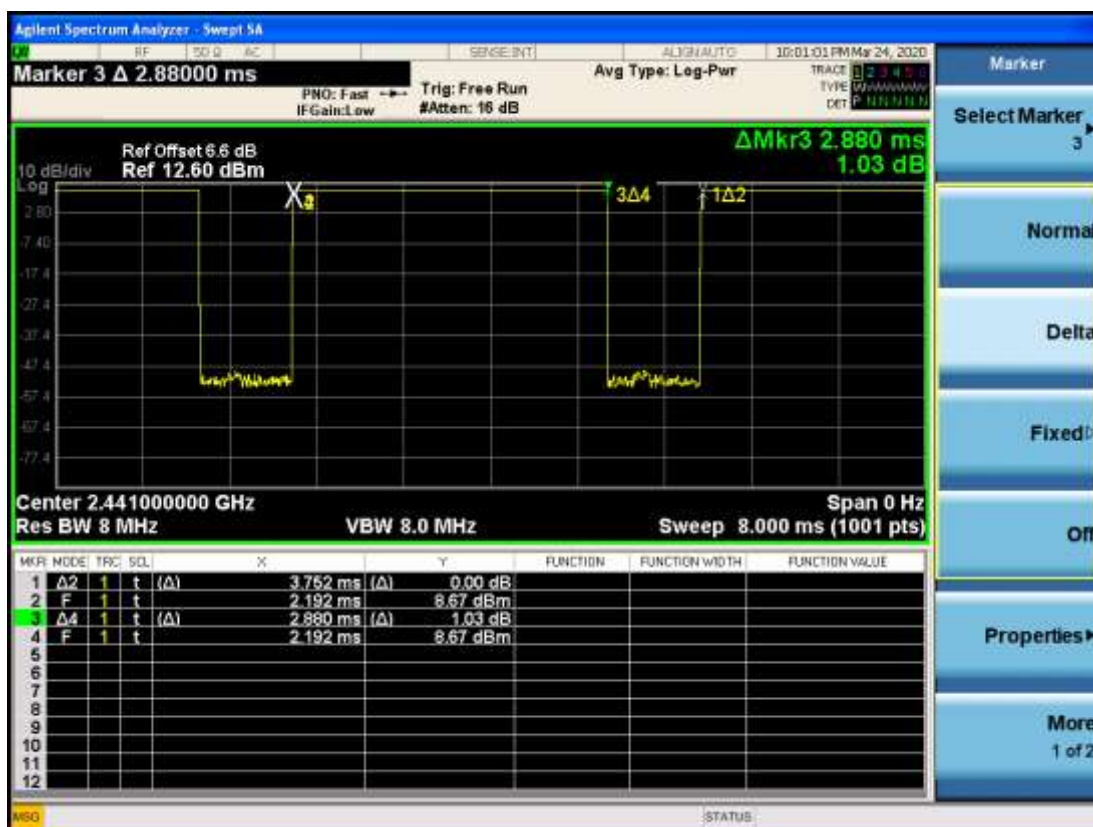 Agilent Spectrum Analyzer - Swept SA
RF 50 Ω AC SENSE:INT ALIGNAUTO 10:01:01 PM Mar 24, 2020
Marker 3 Δ 2.88000 ms
PNO: Fast
IFGain:Low
Trig: Free Run
#Atten: 16 dB
Avg Type: Log-Pwr
TRACE 1 2 3 4 5 6
TYPE
DET P N N N N N
ΔMkr3 2.880 ms
1.03 dB
Ref Offset 6.6 dB
10 dB/div Ref 12.60 dBm
Log
2.60
-7.40
-17.4
-27.4
-37.4
-47.4
-57.4
-67.4
-77.4
3Δ4
1Δ2
Center 2.441000000 GHz Span 0 Hz
Res BW 8 MHz VBW 8.0 MHz Sweep 8.000 ms (1001 pts)
MKR MODE TRC SCL X Y FUNCTION FUNCTION WIDTH FUNCTION VALUE
1 Δ2 1 t (Δ) 3.752 ms (Δ) 0.00 dB
2 F 1 t 2.192 ms 8.67 dBm
3 Δ4 1 t (Δ) 2.880 ms (Δ) 1.03 dB
4 F 1 t 2.192 ms 8.67 dBm
5
6
7
8
9
10
11
12
MSG STATUS
Marker
Select Marker
3
Normal
Delta
Fixed
Off
Properties
More
1 of 2